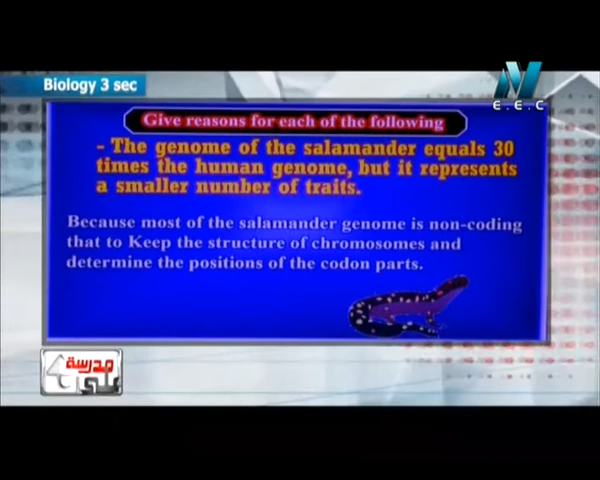 Biology 3 sec
E.E.C
Give reasons for each of the following
- The genome of the salamander equals 30
times the human genome, but it represents
a smaller number of traits.
Because most of the salamander genome is non-coding
that to Keep the structure of chromosomes and
determine the positions of the codon parts.
مدرسة
على